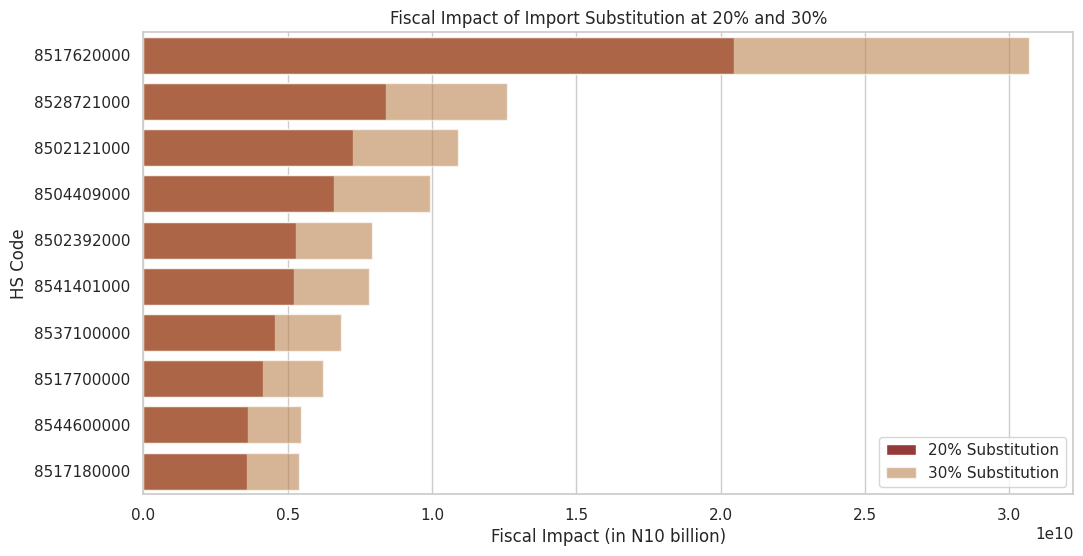 Fiscal Impact of Import Substitution at 20% and 30%
HS Code
8517620000
8528721000
8502121000
8504409000
8502392000
8541401000
8537100000
8517700000
8544600000
8517180000
20% Substitution
30% Substitution
0.0 0.5 1.0 1.5 2.0 2.5 3.0
1e10
Fiscal Impact (in N10 billion)